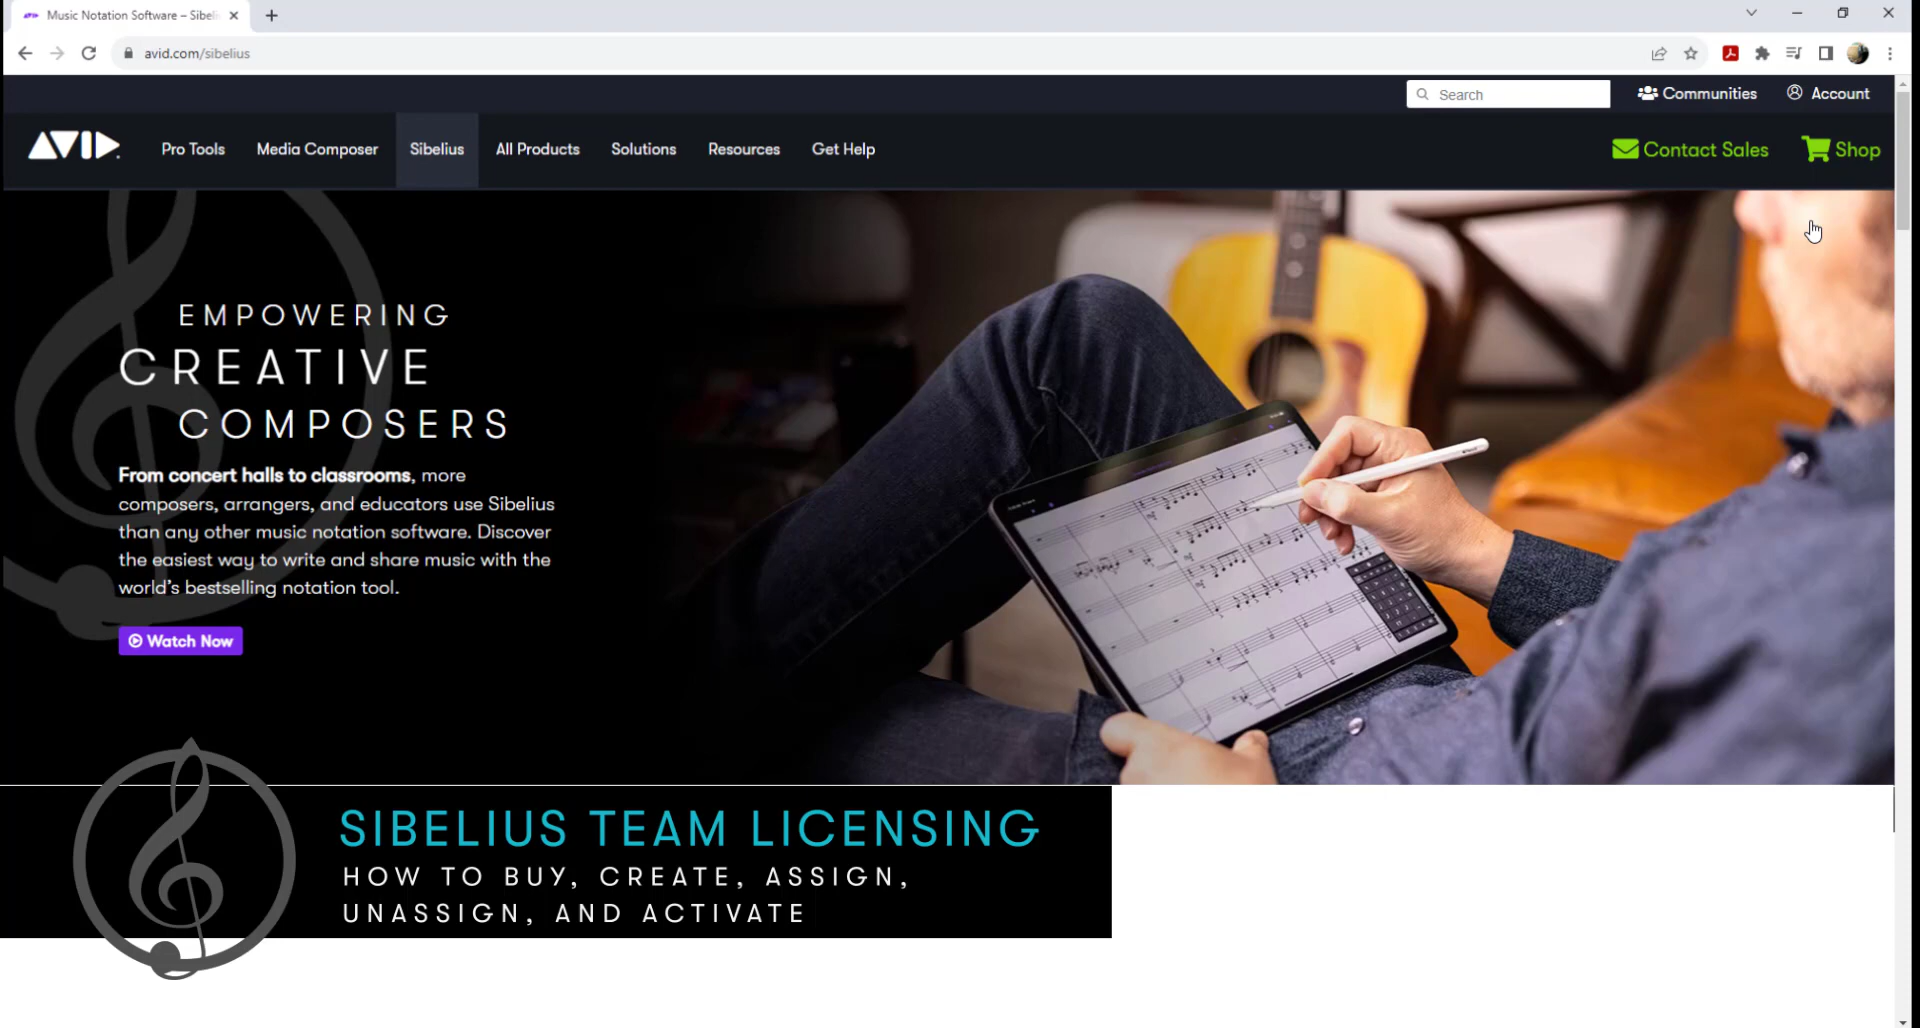 Music Notation Software – Sibeli
avid.com/sibelius
Search
Communities
Account
AVID
Pro Tools
Media Composer
Sibelius
All Products
Solutions
Resources
Get Help
Contact Sales
Shop
EMPOWERING
CREATIVE
COMPOSERS
From concert halls to classrooms, more
composers, arrangers, and educators use Sibelius
than any other music notation software. Discover
the easiest way to write and share music with the
world's bestselling notation tool.
Watch Now
SIBELIUS TEAM LICENSING
HOW TO BUY, CREATE, ASSIGN,
UNASSIGN, AND ACTIVATE